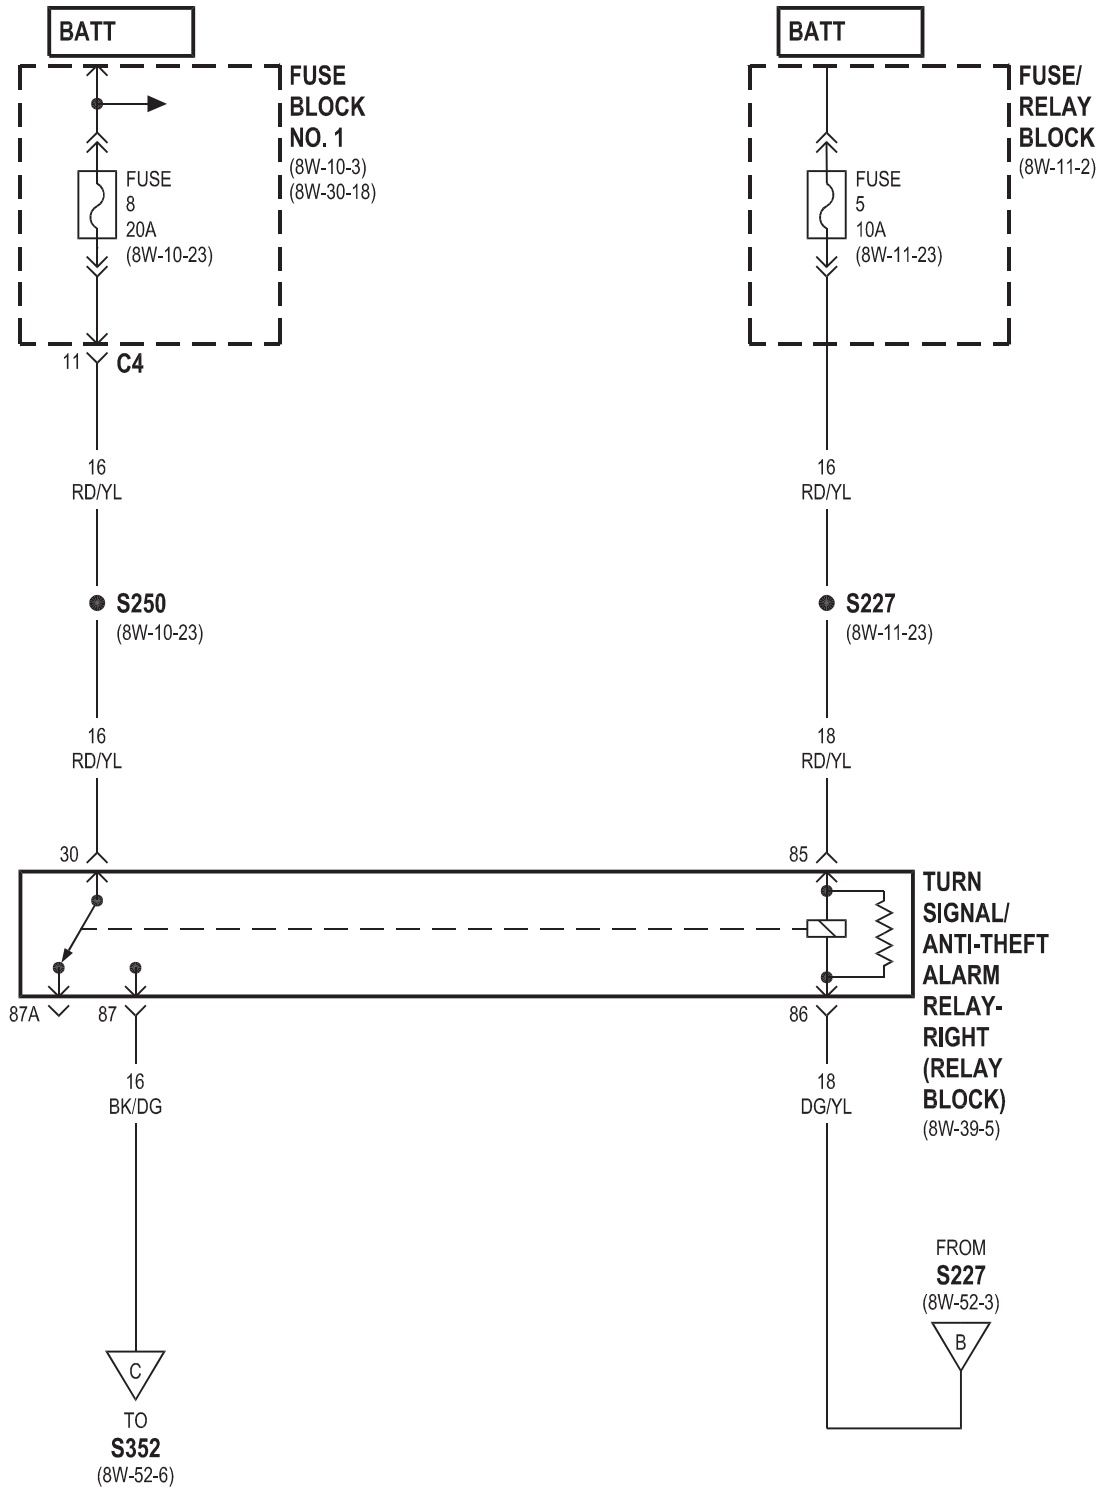 BATT
FUSE
BLOCK
NO. 1
(8W-10-3)
(8W-30-18)
FUSE
8
20A
(8W-10-23)
11
C4
16
RD/YL
S250
(8W-10-23)
16
RD/YL
30
BATT
FUSE/
RELAY
BLOCK
(8W-11-2)
FUSE
5
10A
(8W-11-23)
16
RD/YL
S227
(8W-11-23)
18
RD/YL
85
TURN
SIGNAL/
ANTI-THEFT
ALARM
RELAY-
RIGHT
(RELAY
BLOCK)
(8W-39-5)
87A
87
86
16
BK/DG
18
DG/YL
FROM
S227
(8W-52-3)
B
C
TO
S352
(8W-52-6)